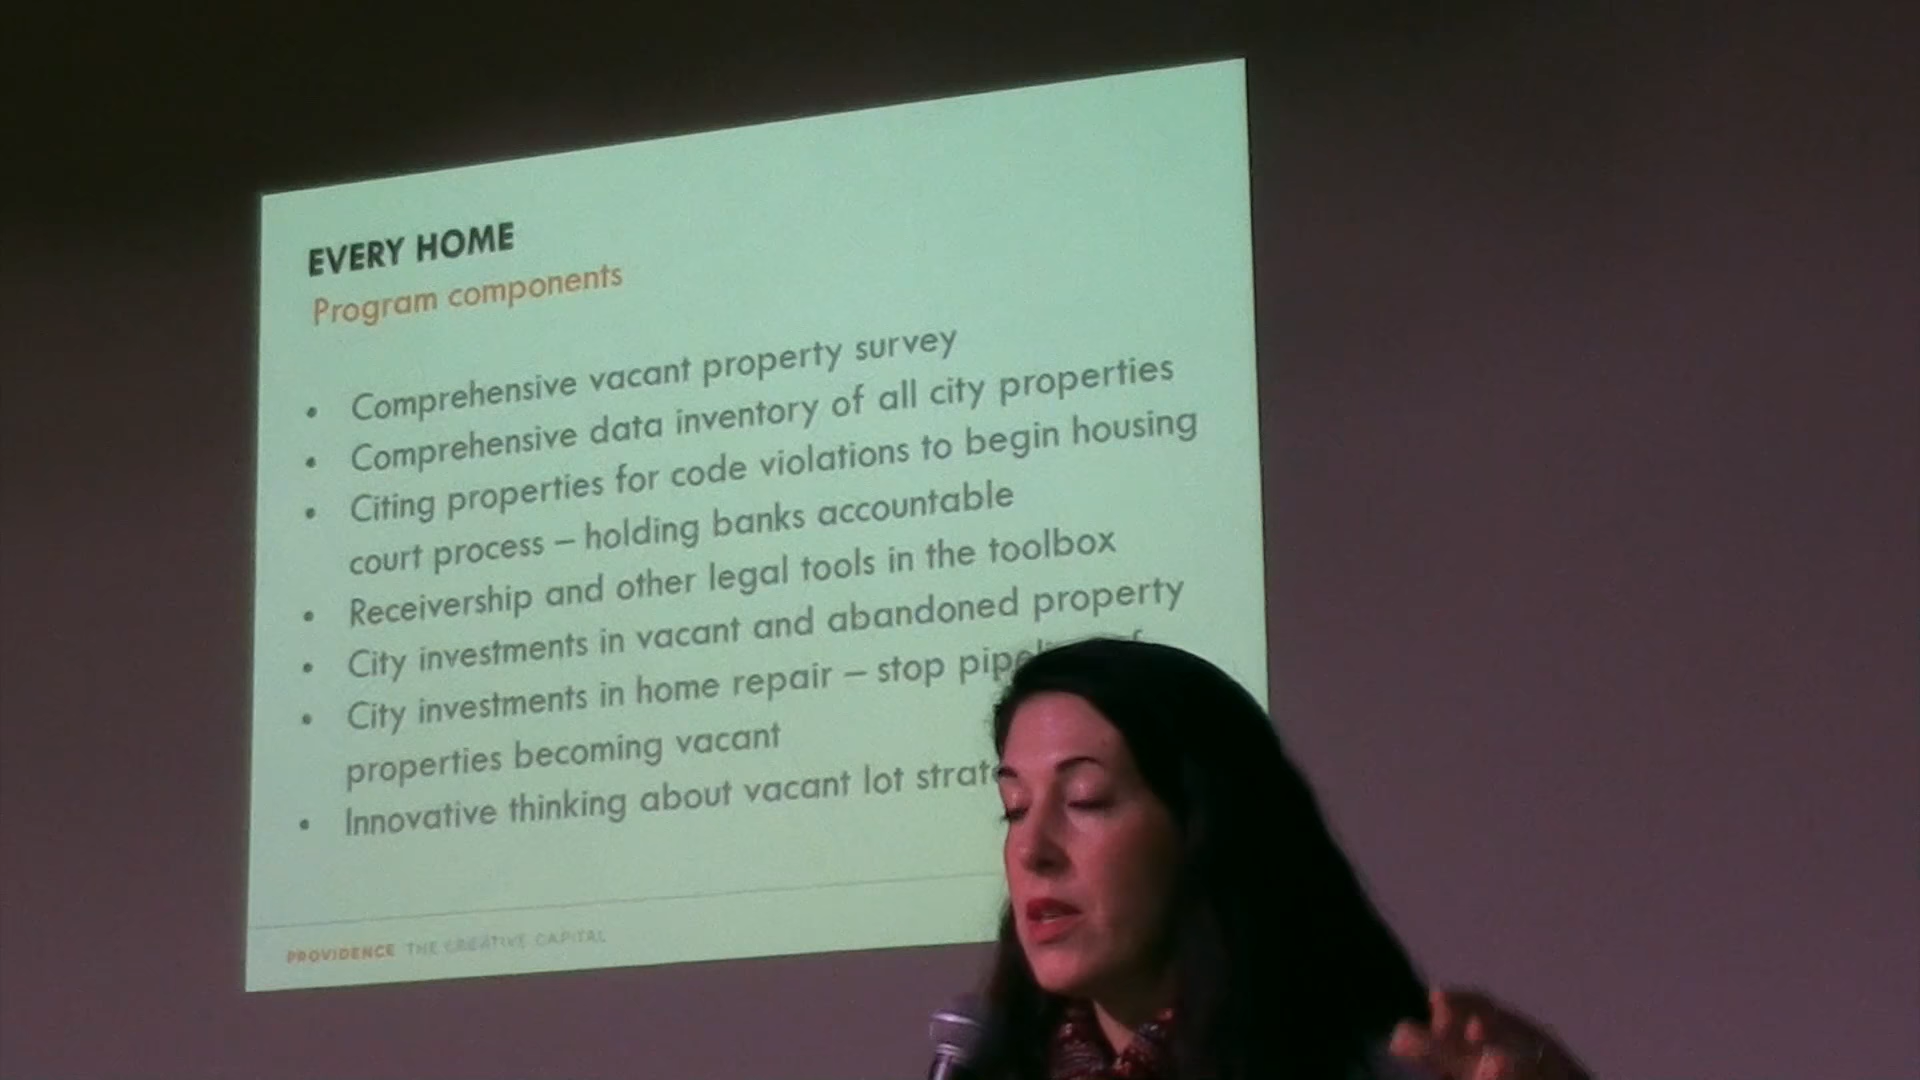 EVERY HOME
Program components
• Comprehensive vacant property survey
• Comprehensive data inventory of all city properties
• Citing properties for code violations to begin housing
court process – holding banks accountable
• Receivership and other legal tools in the toolbox
• City investments in vacant and abandoned property
• City investments in home repair – stop
properties becoming vacant
• Innovative thinking about vacant lot
PROVIDENCE THE CREATIVE CAPITAL